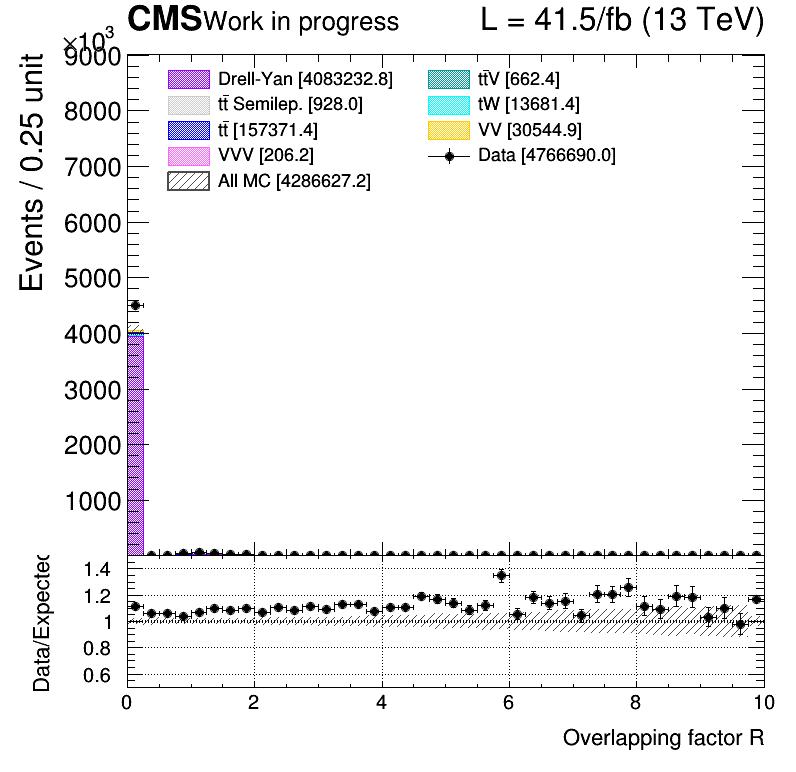 CMS Work in progress L = 41.5/fb (13 TeV)
×10³
Events / 0.25 unit
9000
8000
7000
6000
5000
4000
3000
2000
1000
Drell-Yan [4083232.8]
tt̄ Semilep. [928.0]
tt̄ [157371.4]
VVV [206.2]
All MC [4286627.2]
tt̄V [662.4]
tW [13681.4]
VV [30544.9]
Data [4766690.0]
Data/Expected
1.4
1.2
1
0.8
0.6
0 2 4 6 8 10
Overlapping factor R